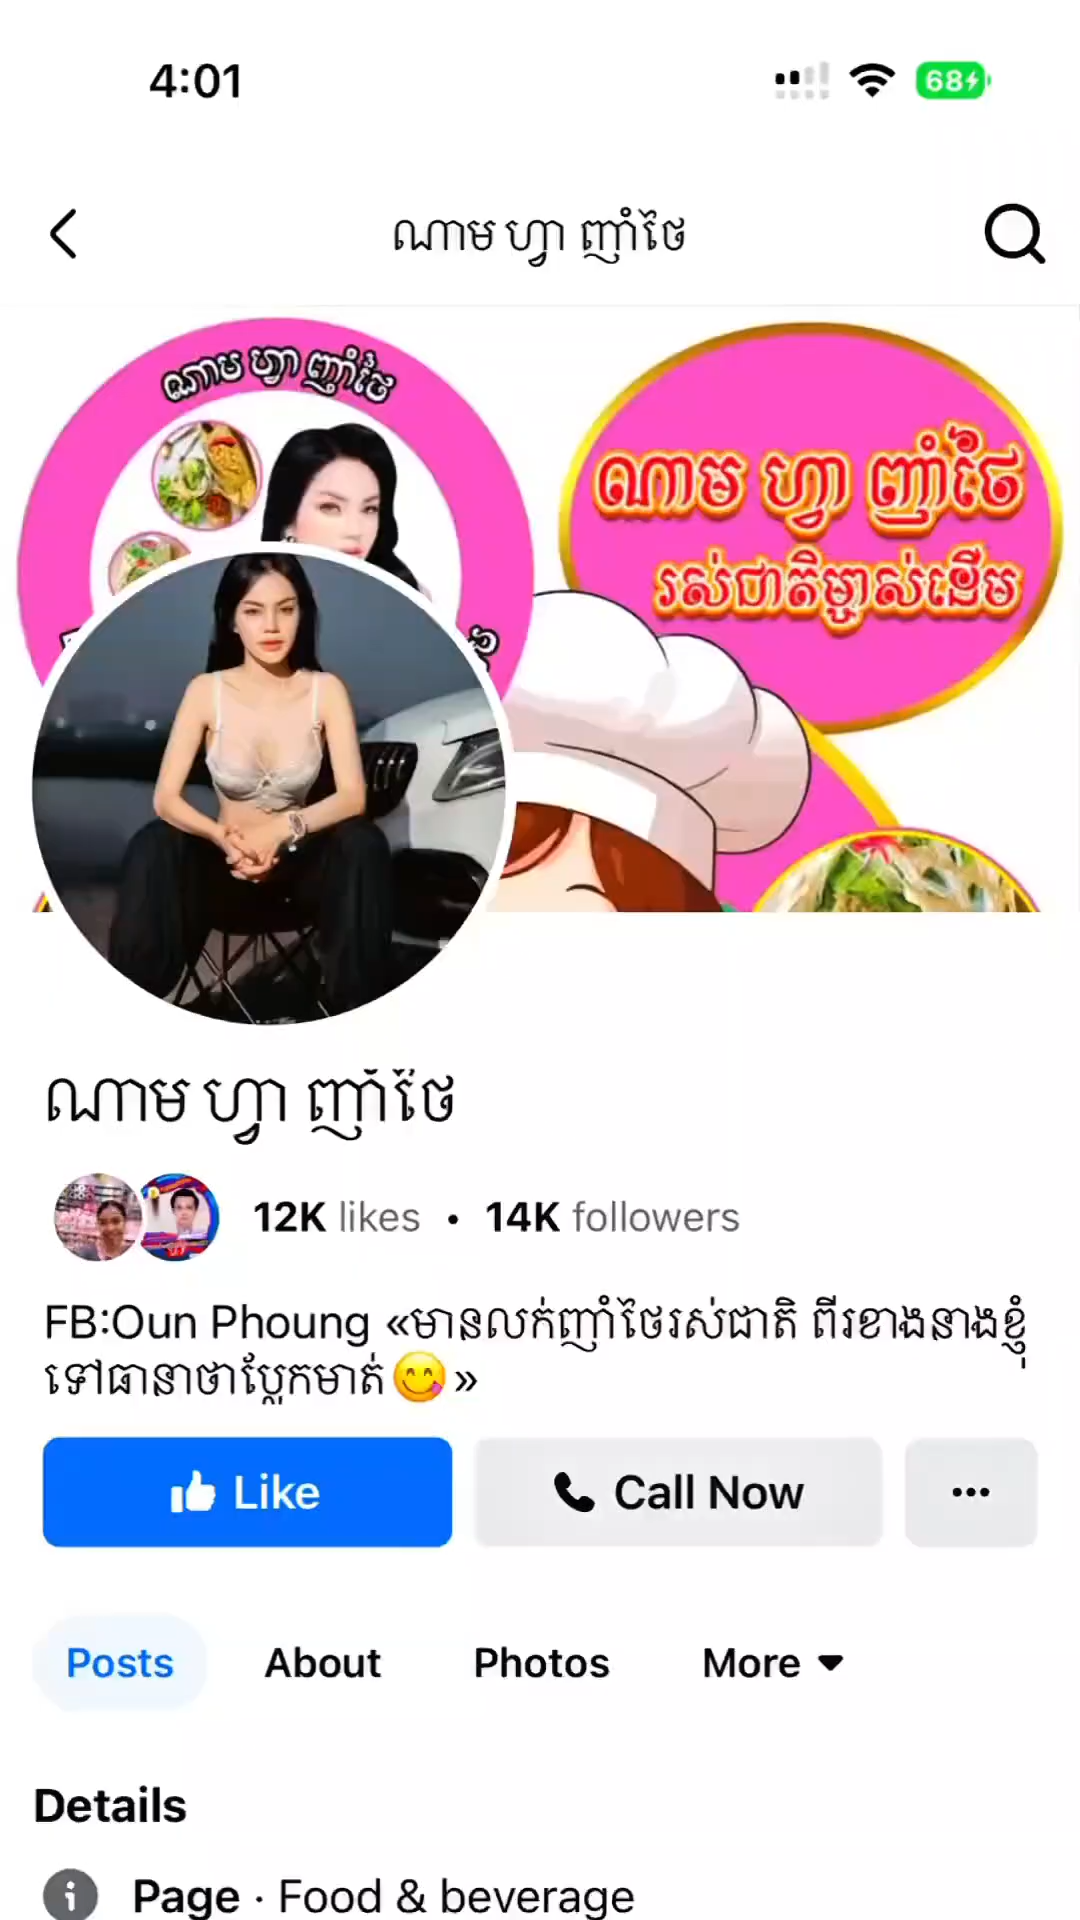 4:01
68
ណាម ហ្វា ញាំថៃ
ណាម ហ្វា ញាំថៃ
ណាម ហ្វា ញាំថៃ
រស់ជាតិម្ចាស់ដើម
ណាម ហ្វា ញាំថៃ
12K likes • 14K followers
FB:Oun Phoung «មានលក់ញាំថៃរស់ជាតិ ពីរខាងនាងខ្ញុំ
ទៅធានាថាប្លែកមាត់😋»
Like
Call Now
Posts About Photos More
Details
Page · Food & beverage